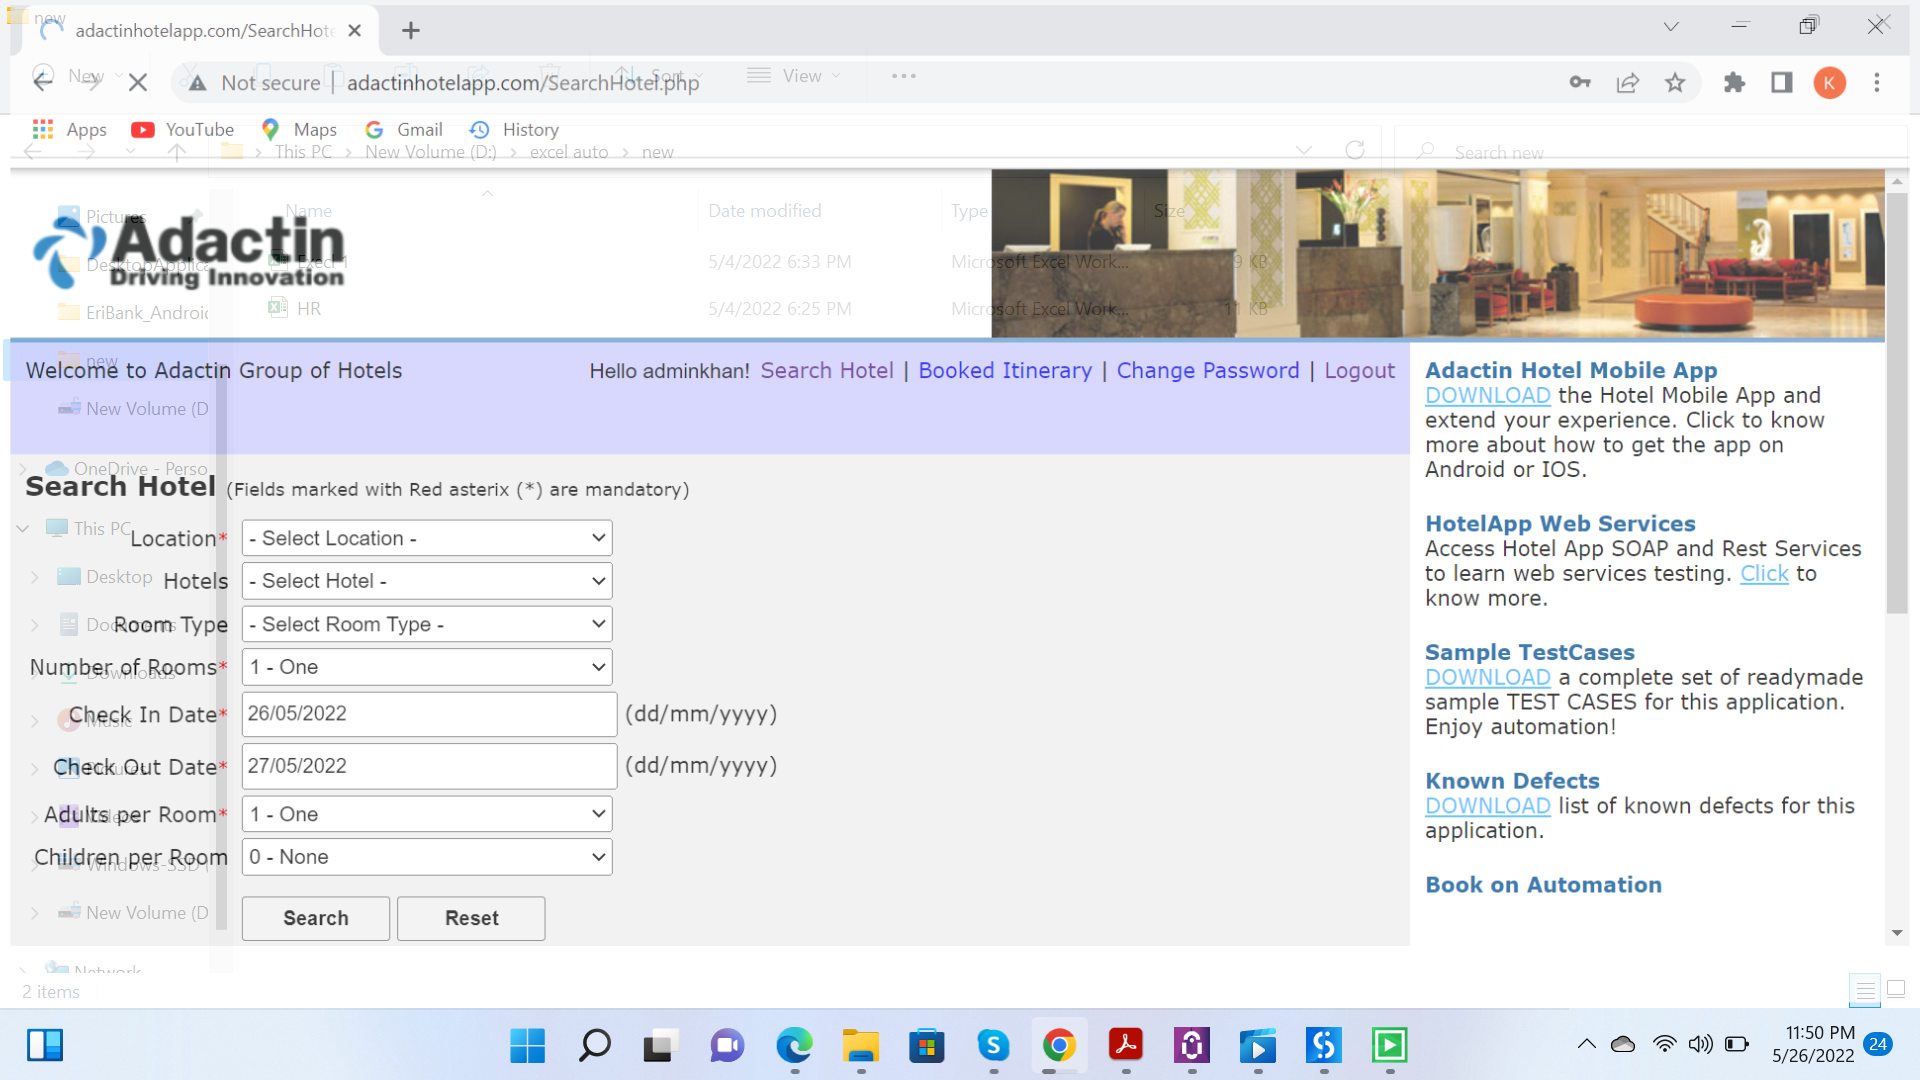 new
adactinhotelapp.com/SearchHote
New
Sort
View
Not secure
adactinhotelapp.com/SearchHotel.php
K
Apps
YouTube
Maps
Gmail
History
This PC > New Volume (D:) > excel auto > new
Search new
Name
Date modified
Type
Size
Pictures
Adactin
Driving Innovation
Excel 1
5/4/2022 6:33 PM
Microsoft Excel Work...
9 KB
HR
5/4/2022 6:25 PM
Microsoft Excel Work...
11 KB
DesktopApplica
EriBank_Android
new
New Volume (D
OneDrive - Perso
This PC
Desktop
Documents
Downloads
Music
Pictures
Videos
Windows-SSD (
New Volume (D
Network
2 items
Welcome to Adactin Group of Hotels
Hello adminkhan! Search Hotel | Booked Itinerary | Change Password | Logout
Search Hotel (Fields marked with Red asterix (*) are mandatory)
Location* - Select Location -
Hotels - Select Hotel -
Room Type - Select Room Type -
Number of Rooms* 1 - One
Check In Date* 26/05/2022 (dd/mm/yyyy)
Check Out Date* 27/05/2022 (dd/mm/yyyy)
Adults per Room* 1 - One
Children per Room 0 - None
Search
Reset
Adactin Hotel Mobile App
DOWNLOAD the Hotel Mobile App and
extend your experience. Click to know
more about how to get the app on
Android or IOS.
HotelApp Web Services
Access Hotel App SOAP and Rest Services
to learn web services testing. Click to
know more.
Sample TestCases
DOWNLOAD a complete set of readymade
sample TEST CASES for this application.
Enjoy automation!
Known Defects
DOWNLOAD list of known defects for this
application.
Book on Automation
11:50 PM
5/26/2022
24